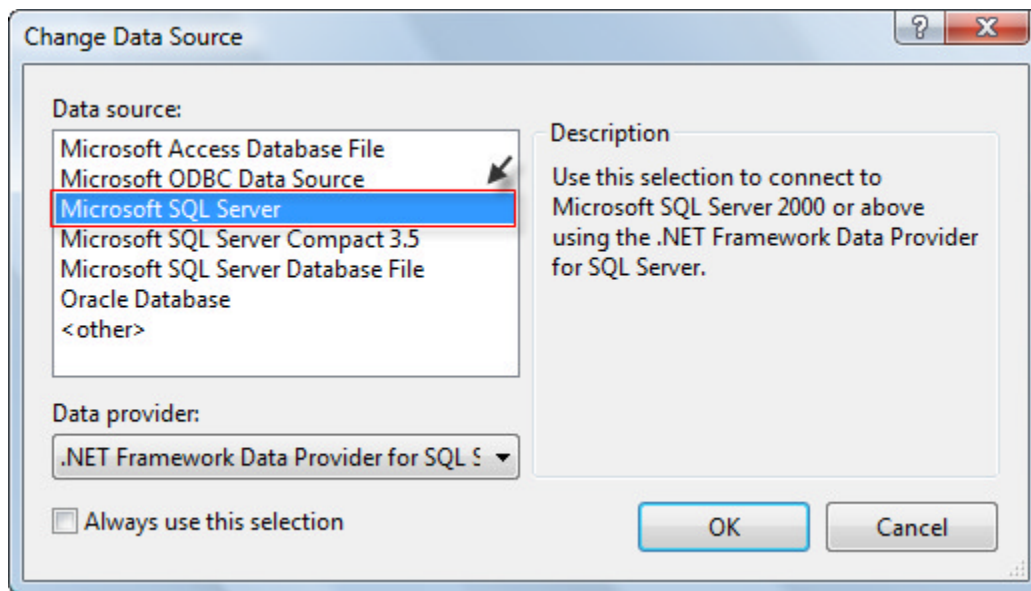 Change Data Source
Data source:
Microsoft Access Database File
Microsoft ODBC Data Source
Microsoft SQL Server
Microsoft SQL Server Compact 3.5
Microsoft SQL Server Database File
Oracle Database
<other>
Description
Use this selection to connect to
Microsoft SQL Server 2000 or above
using the .NET Framework Data Provider
for SQL Server.
Data provider:
.NET Framework Data Provider for SQL S
Always use this selection
OK
Cancel